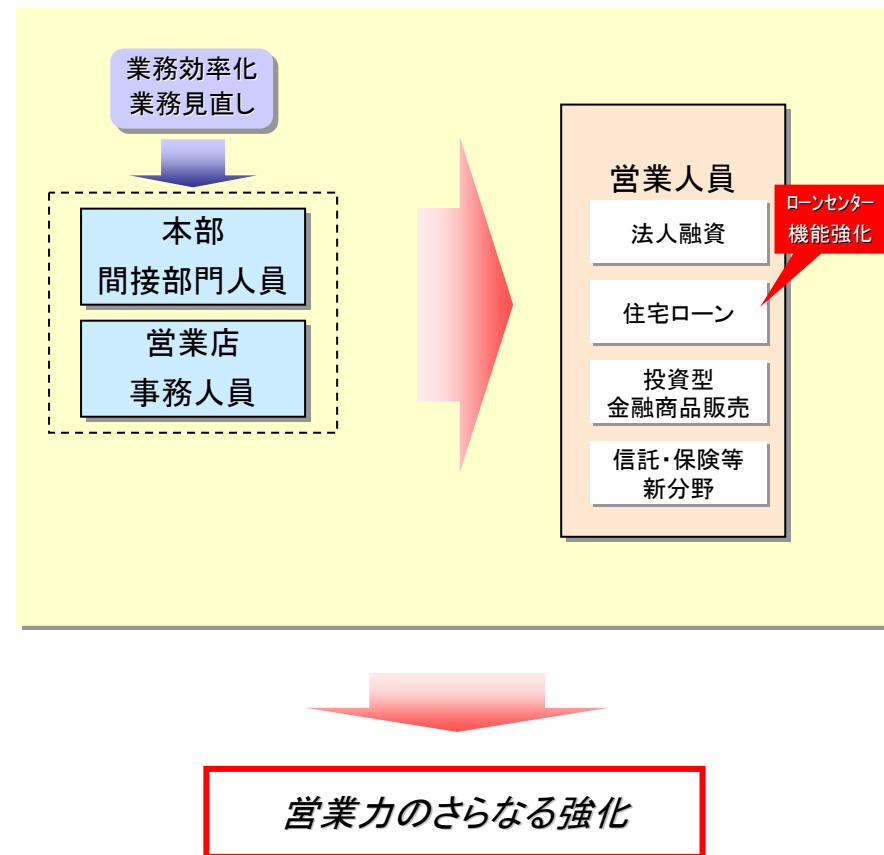 業務効率化
業務見直し
本部
間接部門人員
営業店
事務人員
営業人員
法人融資
ローンセンター
機能強化
住宅ローン
投資型
金融商品販売
信託・保険等
新分野
営業力のさらなる強化